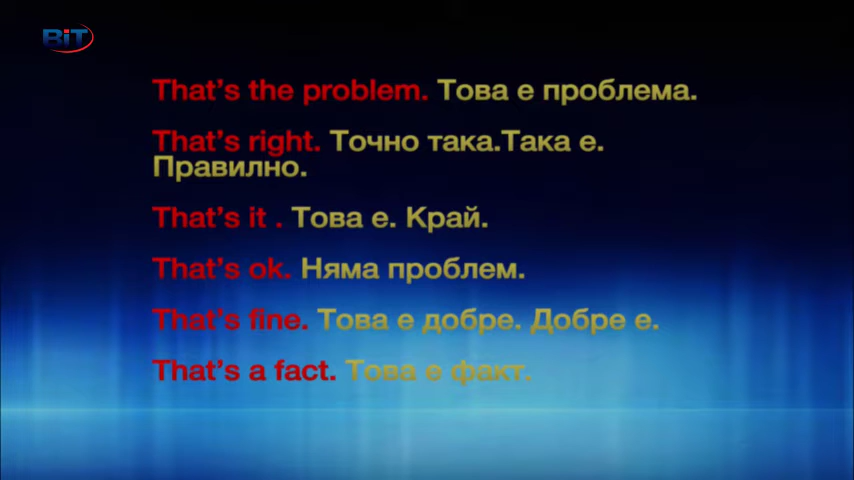 BiT
That's the problem. Това е проблема.
That's right. Точно така.Така е.
Правилно.
That's it . Това е. Край.
That's ok. Няма проблем.
That's fine. Това е добре. Добре е.
That's a fact. Това е факт.